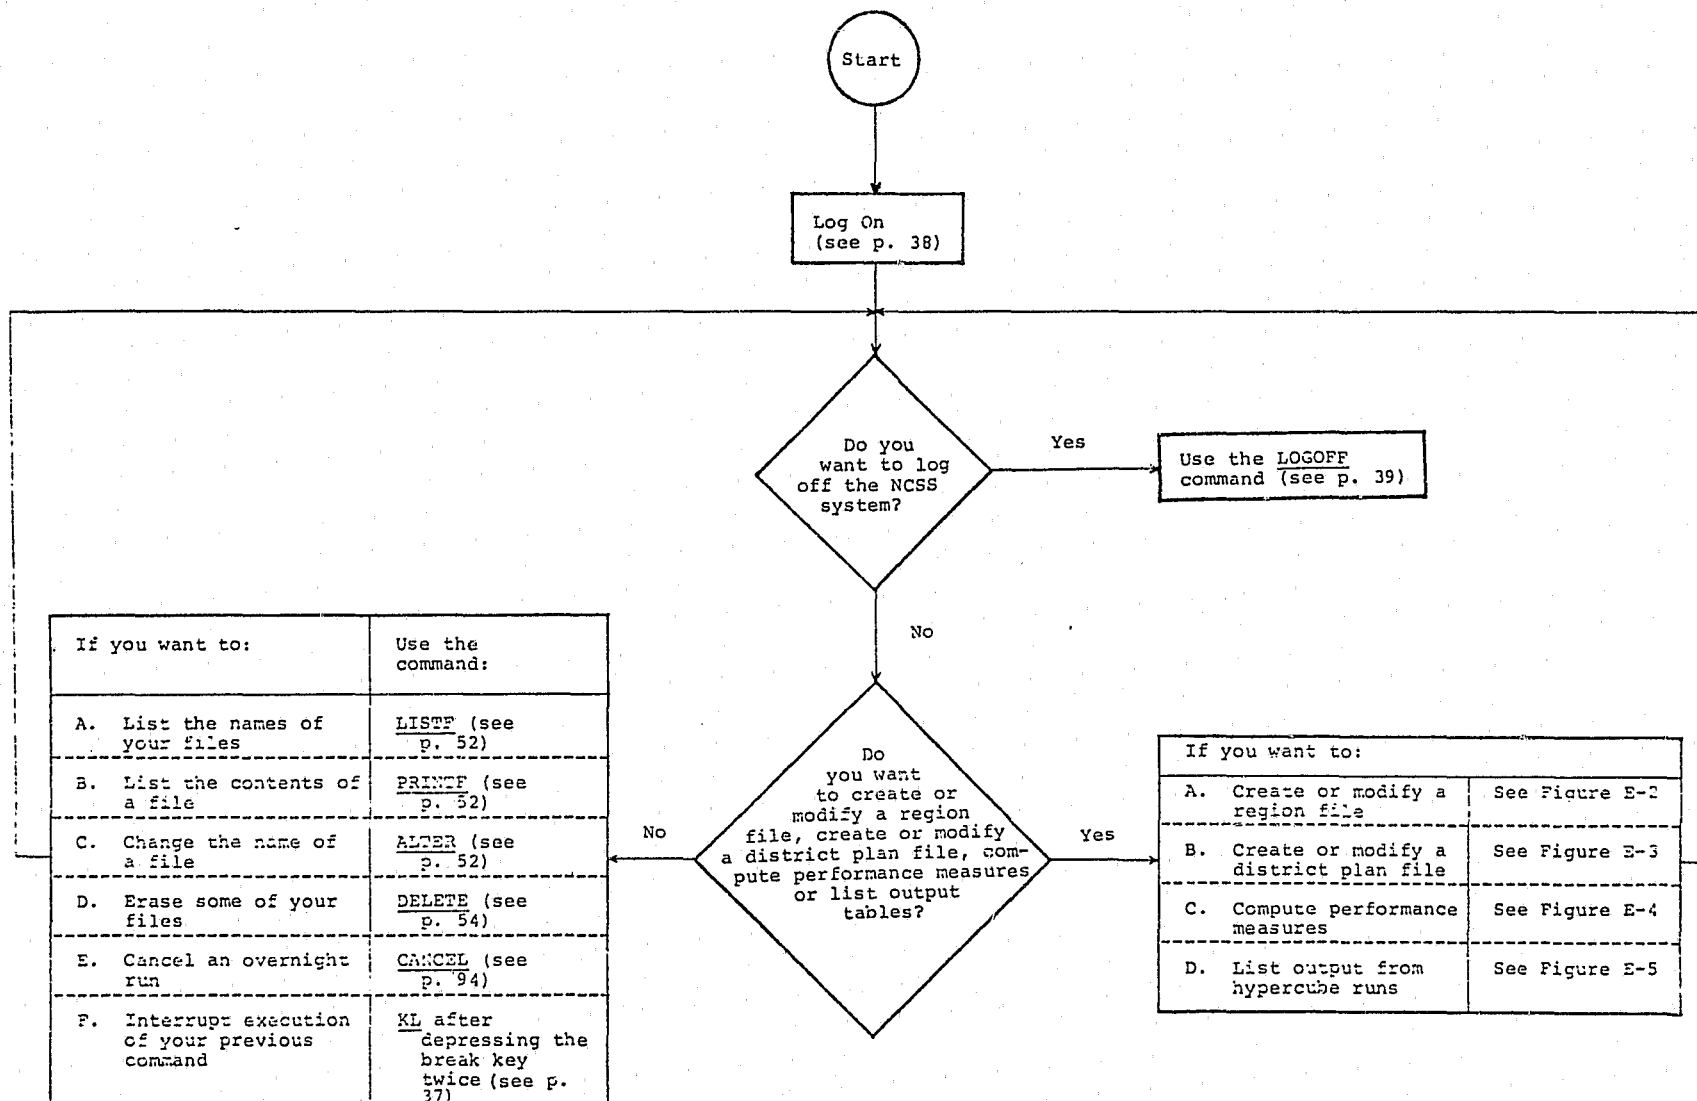 Start
Log On
(see p. 38)
Do you
want to log
off the NCSS
system?
Yes
Use the LOGOFF
command (see p. 39)
No
If you want to:
Use the
command:
A. List the names of
your files
LISTF (see
p. 52)
B. List the contents of
a file
PRINTF (see
p. 52)
C. Change the name of
a file
ALTER (see
p. 52)
D. Erase some of your
files
DELETE (see
p. 54)
E. Cancel an overnight
run
CANCEL (see
p. 94)
F. Interrupt execution
of your previous
command
KL after
depressing the
break key
twice (see p.
37)
No
Do
you want
to create or
modify a region
file, create or modify
a district plan file, com-
pute performance measures
or list output
tables?
Yes
If you want to:
A. Create or modify a
region file
See Figure E-2
B. Create or modify a
district plan file
See Figure E-3
C. Compute performance
measures
See Figure E-4
D. List output from
hypercube runs
See Figure E-5